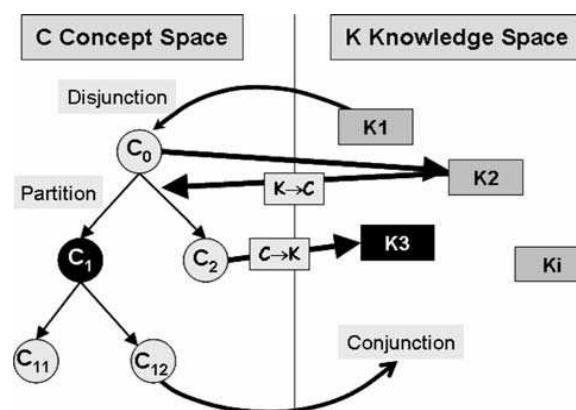 C Concept Space
K Knowledge Space
Disjunction
K1
C0
K2
Partition
K→C
K3
C1
C2
C→K
Ki
Conjunction
C11
C12